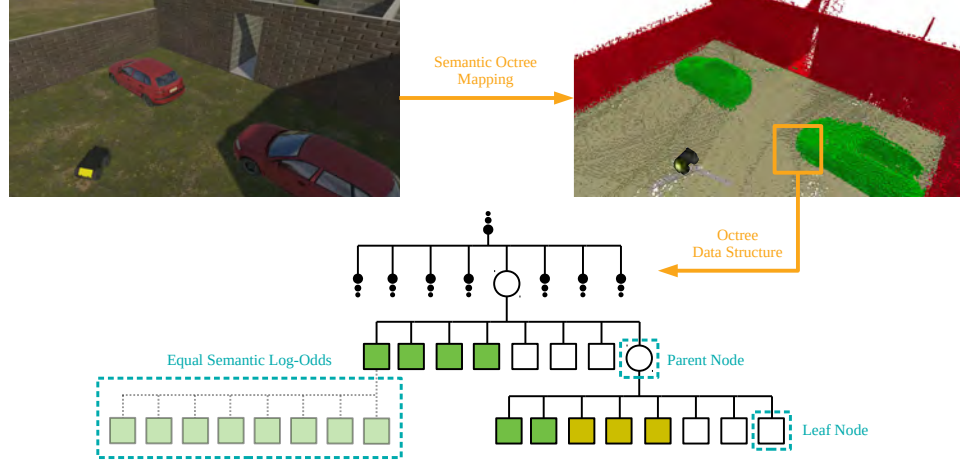 Semantic Octree
Mapping
Octree
Data Structure
Equal Semantic Log-Odds
Parent Node
Leaf Node